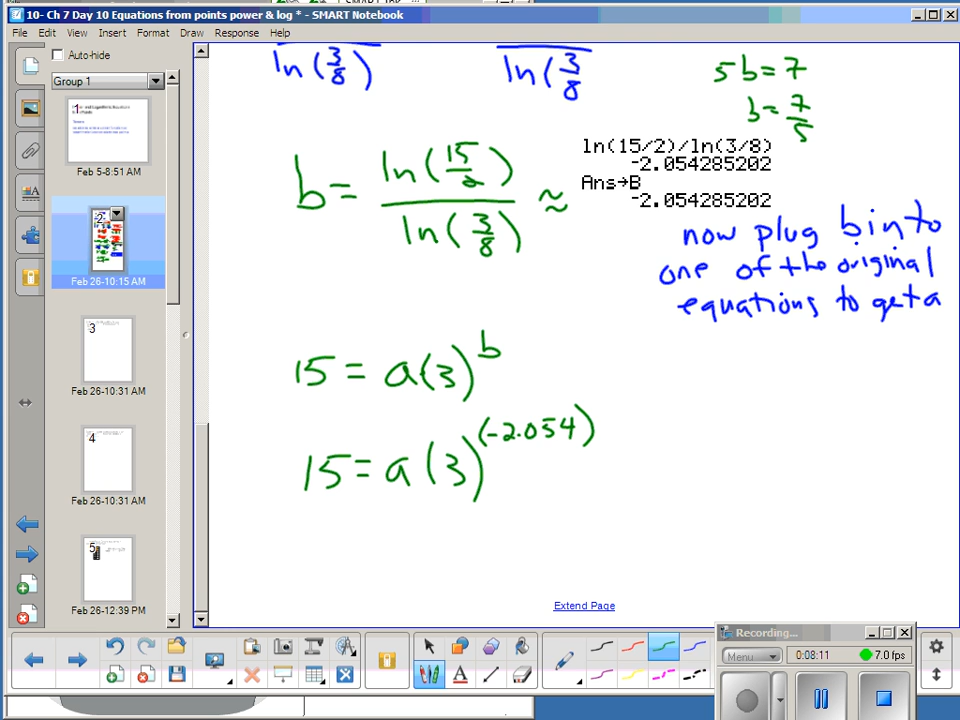 10- Ch 7 Day 10 Equations from points power & log * - SMART Notebook
File Edit View Insert Format Draw Response Help
Auto-hide
Group 1
1
Feb 5-8:51 AM
2
Feb 26-10:15 AM
3
Feb 26-10:31 AM
4
Feb 26-10:31 AM
5
Feb 26-12:39 PM
ln(3/8)
ln(3/8
5b = 7
b = 7/5
b = ln(15/2) / ln(3/8) ≈
ln(15/2)/ln(3/8)
-2.054285202
Ans→B
-2.054285202
now plug b into
one of the original
equations to get a
15 = a(3)^b
15 = a(3)^(-2.054)
Extend Page
Recording...
Menu
0:08:11
7.0 fps